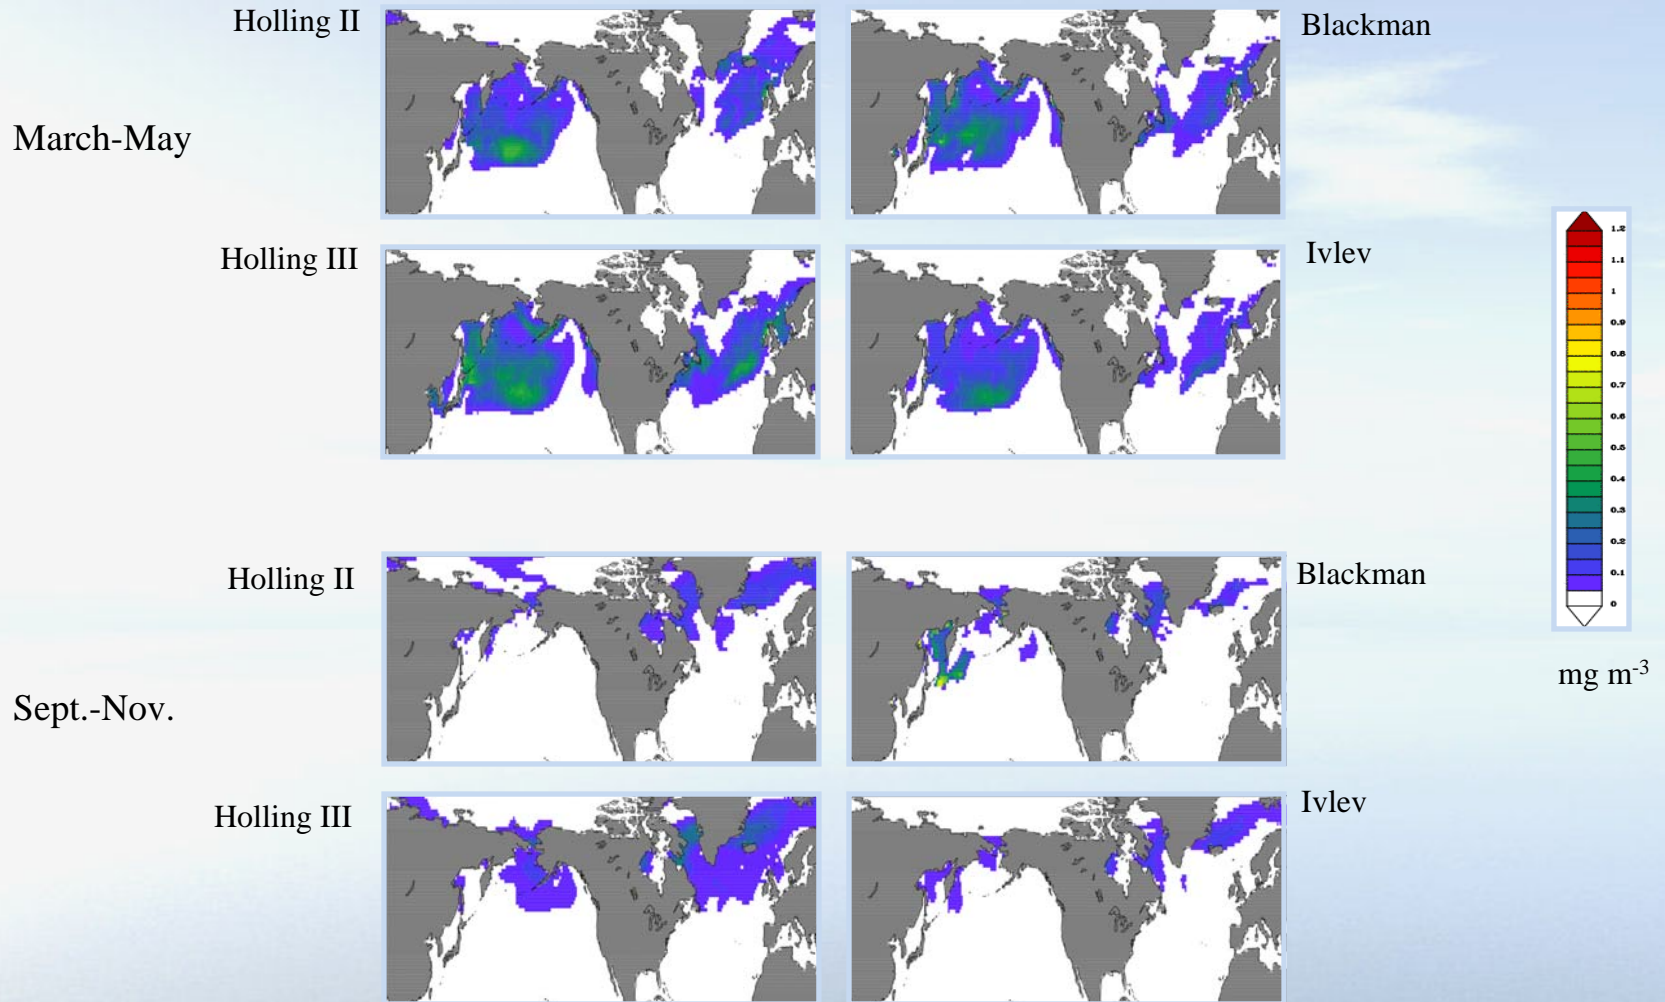 Holling II
Blackman
March-May
Holling III
Ivlev
1.2
1.1
1
0.9
0.8
0.7
0.6
0.5
0.4
0.3
0.2
0.1
0
mg m-3
Holling II
Blackman
Sept.-Nov.
Holling III
Ivlev